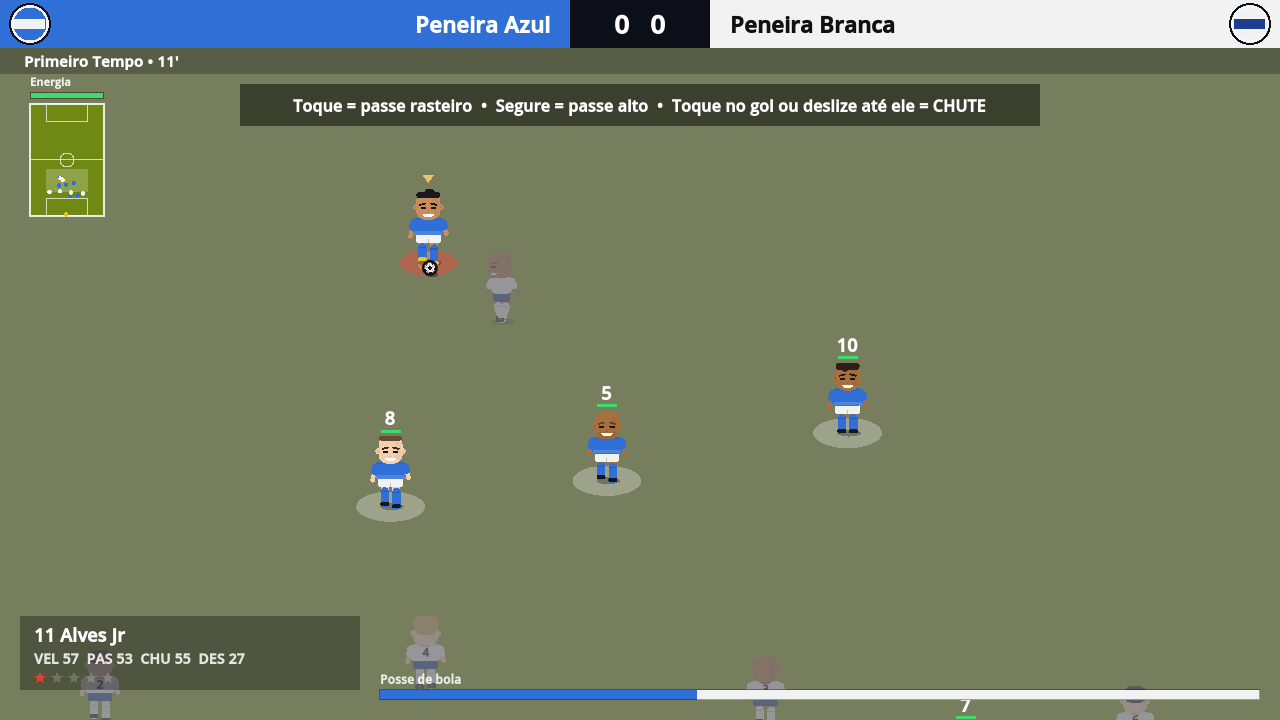 Peneira Azul 0 0 Peneira Branca
Primeiro Tempo • 11'
Energia
Toque = passe rasteiro • Segure = passe alto • Toque no gol ou deslize até ele = CHUTE
10
5
8
11 Alves Jr
VEL 57 PAS 53 CHU 55 DES 27
4
2
3
Posse de bola
7